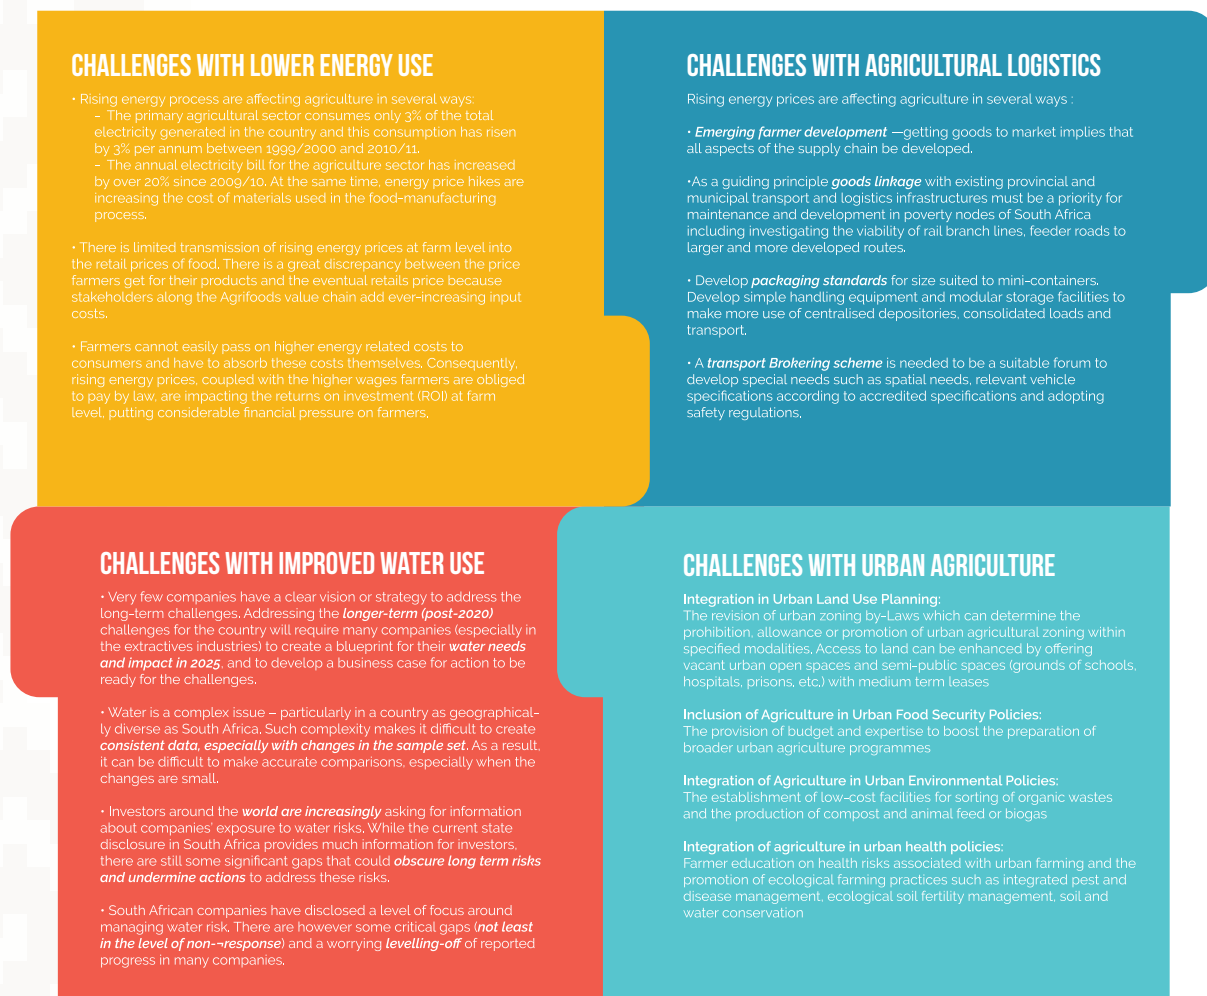 CHALLENGES WITH LOWER ENERGY USE
• Rising energy process are affecting agriculture in several ways:
– The primary agricultural sector consumes only 3% of the total
electricity generated in the country and this consumption has risen
by 3% per annum between 1999/2000 and 2010/11.
– The annual electricity bill for the agriculture sector has increased
by over 20% since 2009/10. At the same time, energy price hikes are
increasing the cost of materials used in the food-manufacturing
process.
• There is limited transmission of rising energy prices at farm level into
the retail prices of food. There is a great discrepancy between the price
farmers get for their products and the eventual retails price because
stakeholders along the Agrifoods value chain add ever-increasing input
costs.
• Farmers cannot easily pass on higher energy related costs to
consumers and have to absorb these costs themselves. Consequently,
rising energy prices, coupled with the higher wages farmers are obliged
to pay by law, are impacting the returns on investment (ROI) at farm
level, putting considerable financial pressure on farmers,
CHALLENGES WITH AGRICULTURAL LOGISTICS
Rising energy prices are affecting agriculture in several ways :
• Emerging farmer development —getting goods to market implies that
all aspects of the supply chain be developed.
•As a guiding principle goods linkage with existing provincial and
municipal transport and logistics infrastructures must be a priority for
maintenance and development in poverty nodes of South Africa
including investigating the viability of rail branch lines, feeder roads to
larger and more developed routes.
• Develop packaging standards for size suited to mini-containers.
Develop simple handling equipment and modular storage facilities to
make more use of centralised depositories, consolidated loads and
transport.
• A transport Brokering scheme is needed to be a suitable forum to
develop special needs such as spatial needs, relevant vehicle
specifications according to accredited specifications and adopting
safety regulations,
CHALLENGES WITH IMPROVED WATER USE
• Very few companies have a clear vision or strategy to address the
long-term challenges. Addressing the longer-term (post-2020)
challenges for the country will require many companies (especially in
the extractives industries) to create a blueprint for their water needs
and impact in 2025, and to develop a business case for action to be
ready for the challenges.
• Water is a complex issue – particularly in a country as geographical-
ly diverse as South Africa. Such complexity makes it difficult to create
consistent data, especially with changes in the sample set. As a result,
it can be difficult to make accurate comparisons, especially when the
changes are small.
• Investors around the world are increasingly asking for information
about companies' exposure to water risks. While the current state
disclosure in South Africa provides much information for investors,
there are still some significant gaps that could obscure long term risks
and undermine actions to address these risks.
• South African companies have disclosed a level of focus around
managing water risk. There are however some critical gaps (not least
in the level of non-¬response) and a worrying levelling-off of reported
progress in many companies.
CHALLENGES WITH URBAN AGRICULTURE
Integration in Urban Land Use Planning:
The revision of urban zoning by-Laws which can determine the
prohibition, allowance or promotion of urban agricultural zoning within
specified modalities, Access to land can be enhanced by offering
vacant urban open spaces and semi-public spaces (grounds of schools,
hospitals, prisons, etc.) with medium term leases
Inclusion of Agriculture in Urban Food Security Policies:
The provision of budget and expertise to boost the preparation of
broader urban agriculture programmes
Integration of Agriculture in Urban Environmental Policies:
The establishment of low-cost facilities for sorting of organic wastes
and the production of compost and animal feed or biogas
Integration of agriculture in urban health policies:
Farmer education on health risks associated with urban farming and the
promotion of ecological farming practices such as integrated pest and
disease management, ecological soil fertility management, soil and
water conservation